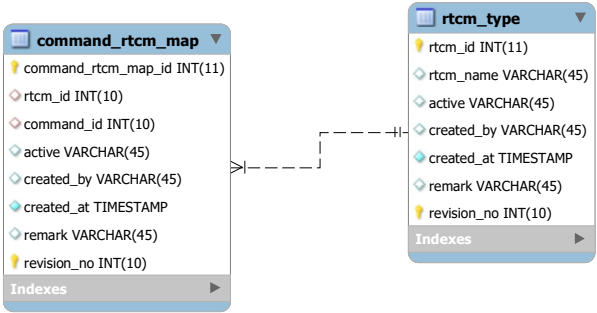 command_rtcm_map
command_rtcm_map_id INT(11)
rtcm_id INT(10)
command_id INT(10)
active VARCHAR(45)
created_by VARCHAR(45)
created_at TIMESTAMP
remark VARCHAR(45)
revision_no INT(10)
Indexes
rtcm_type
rtcm_id INT(11)
rtcm_name VARCHAR(45)
active VARCHAR(45)
created_by VARCHAR(45)
created_at TIMESTAMP
remark VARCHAR(45)
revision_no INT(10)
Indexes